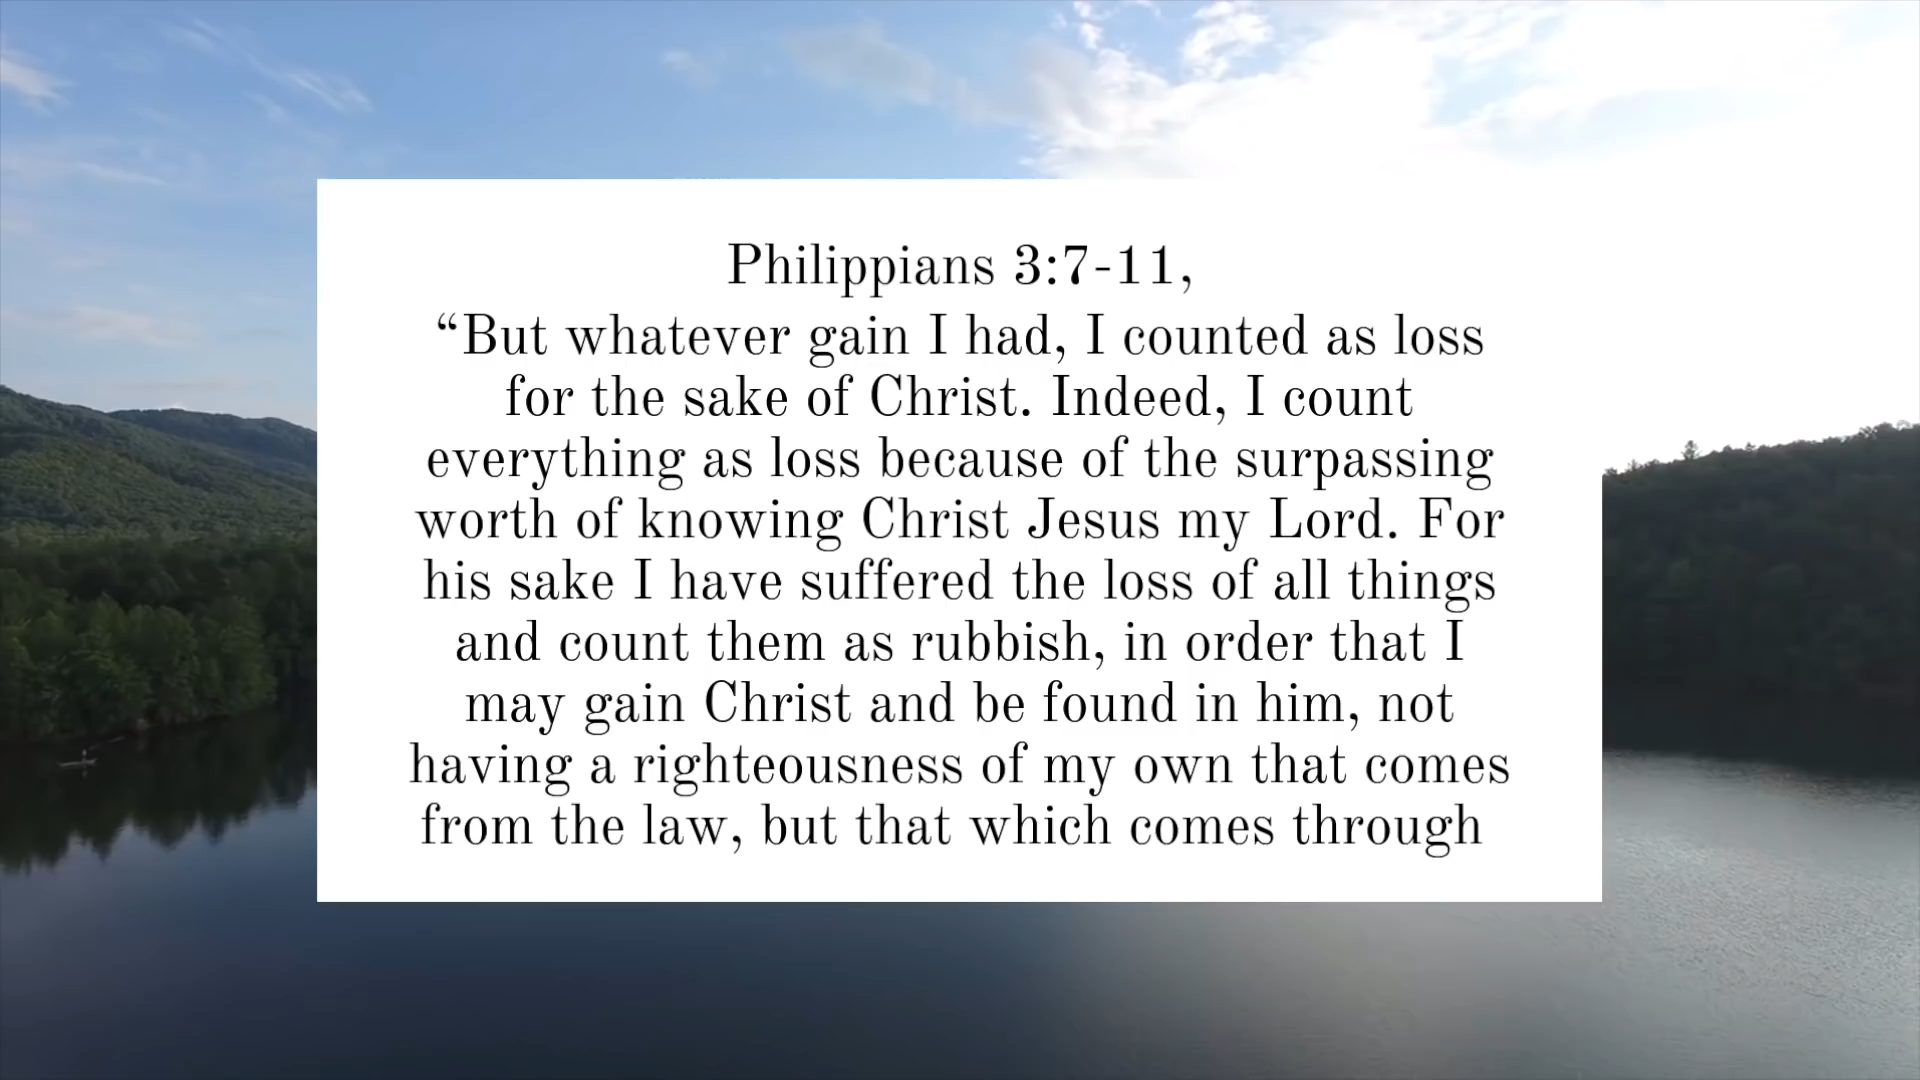 Philippians 3:7-11,
“But whatever gain I had, I counted as loss
for the sake of Christ. Indeed, I count
everything as loss because of the surpassing
worth of knowing Christ Jesus my Lord. For
his sake I have suffered the loss of all things
and count them as rubbish, in order that I
may gain Christ and be found in him, not
having a righteousness of my own that comes
from the law, but that which comes through